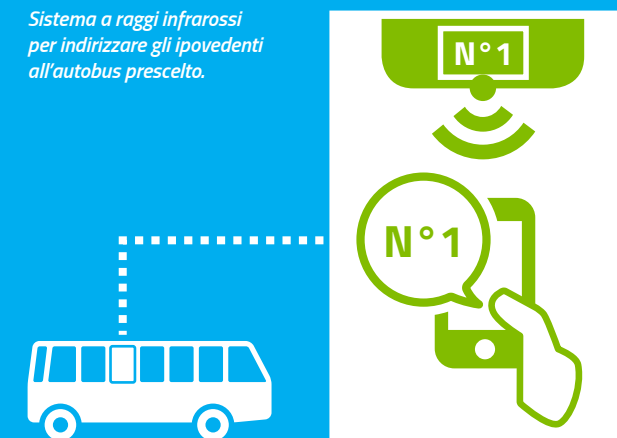 Sistema a raggi infrarossi
per indirizzare gli ipovedenti
all'autobus prescelto.
N°1
N°1